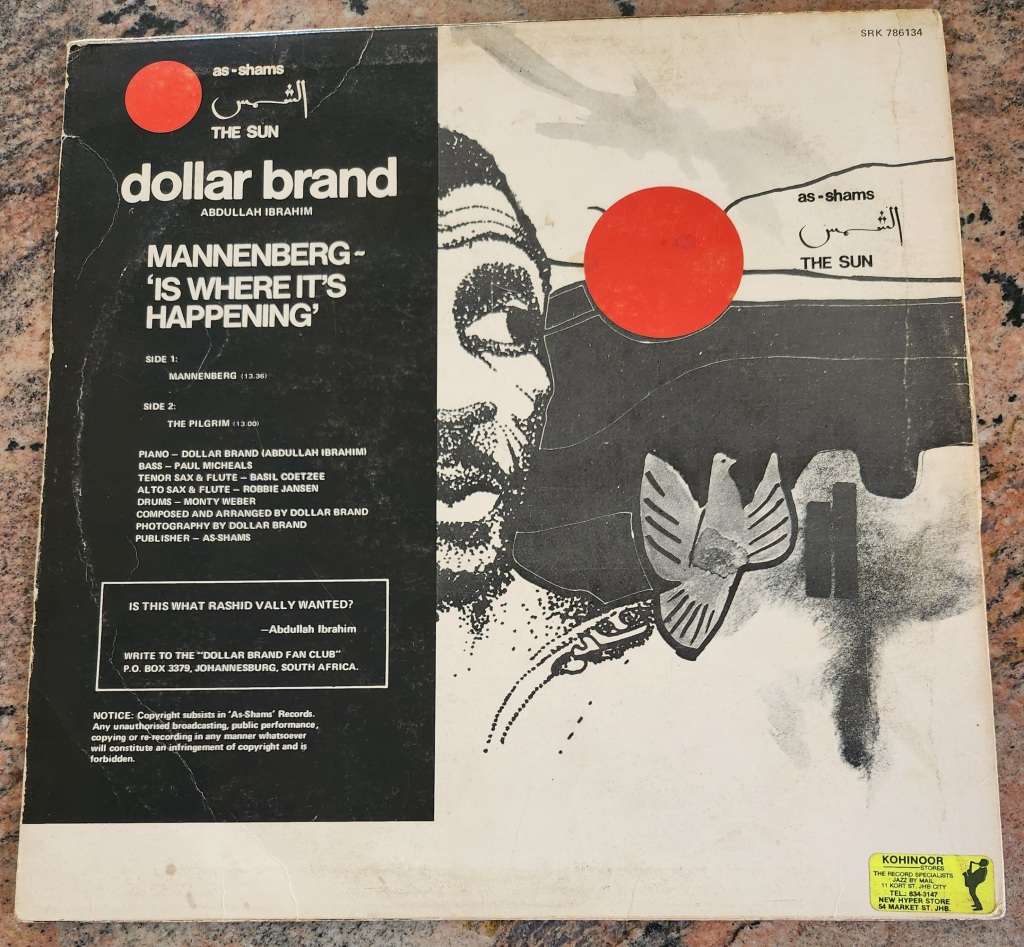 SRK 786134
as-shams
الشمس
THE SUN
dollar brand
ABDULLAH IBRAHIM
MANNENBERG ~
‘IS WHERE IT’S
HAPPENING’
SIDE 1:
MANNENBERG (13.36)
SIDE 2:
THE PILGRIM (13.00)
PIANO – DOLLAR BRAND (ABDULLAH IBRAHIM)
BASS – PAUL MICHEALS
TENOR SAX & FLUTE – BASIL COETZEE
ALTO SAX & FLUTE – ROBBIE JANSEN
DRUMS – MONTY WEBER
COMPOSED AND ARRANGED BY DOLLAR BRAND
PHOTOGRAPHY BY DOLLAR BRAND
PUBLISHER – AS-SHAMS
IS THIS WHAT RASHID VALLY WANTED?
—Abdullah Ibrahim
WRITE TO THE "DOLLAR BRAND FAN CLUB"
P.O. BOX 3379, JOHANNESBURG, SOUTH AFRICA.
NOTICE: Copyright subsists in 'As-Shams' Records.
Any unauthorised broadcasting, public performance,
copying or re-recording in any manner whatsoever
will constitute an infringement of copyright and is
forbidden.
as-shams
الشمس
THE SUN
KOHINOOR
STORES
THE RECORD SPECIALISTS
JAZZ BY MAIL
11 KORT ST. JHB CITY
TEL.: 834-3147
NEW HYPER STORE
54 MARKET ST. JHB.